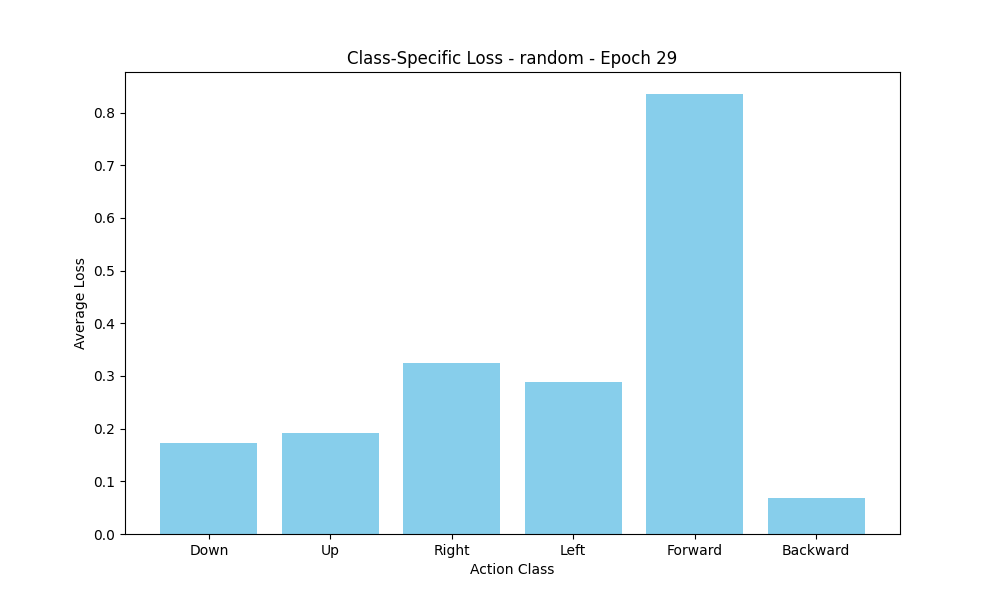 Class-Specific Loss - random - Epoch 29
Average Loss
0.8
0.7
0.6
0.5
0.4
0.3
0.2
0.1
0.0
Down Up Right Left Forward Backward
Action Class